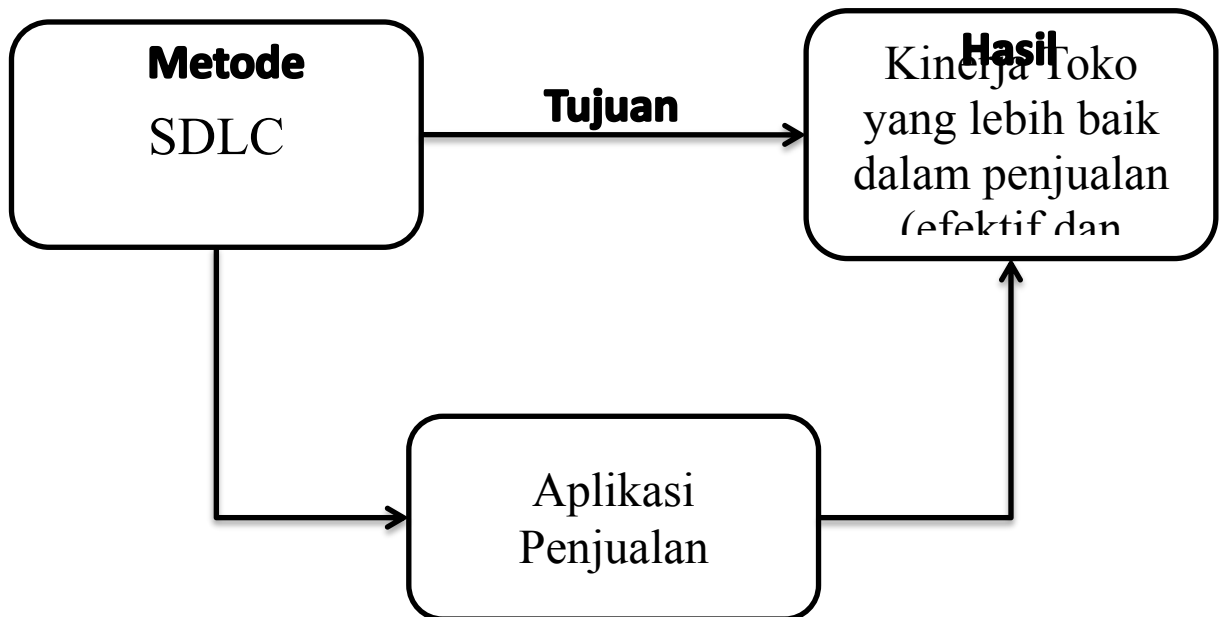 Metode
SDLC
Tujuan
Hasil
Kinerja Toko
yang lebih baik
dalam penjualan
(efektif dan
Aplikasi
Penjualan